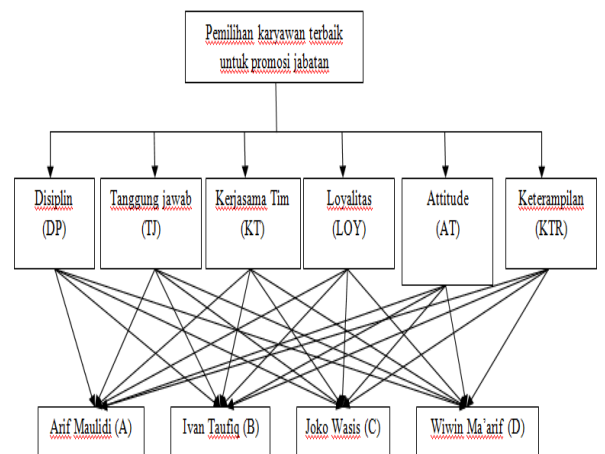 Pemilihan karyawan terbaik
untuk promosi jabatan
Disiplin
(DP)
Tanggung jawab
(TJ)
Kerjasama Tim
(KT)
Loyalitas
(LOY)
Attitude
(AT)
Keterampilan
(KTR)
Arif Maulidi (A)
Ivan Taufiq (B)
Joko Wasis (C)
Wiwin Ma’arif (D)